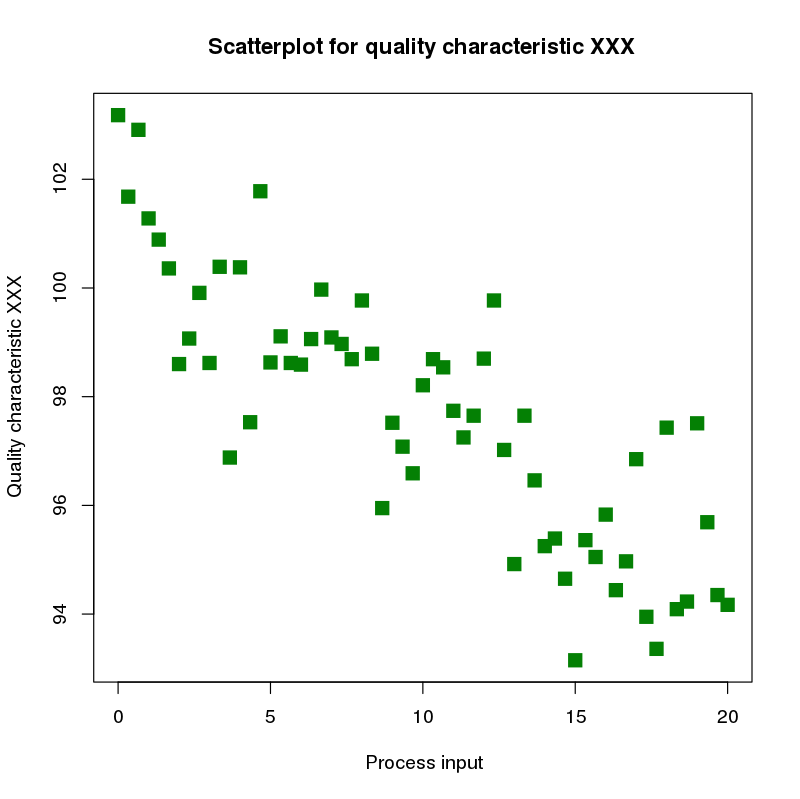 Scatterplot for quality characteristic XXX
Quality characteristic XXX
102
100
98
96
94
0 5 10 15 20
Process input